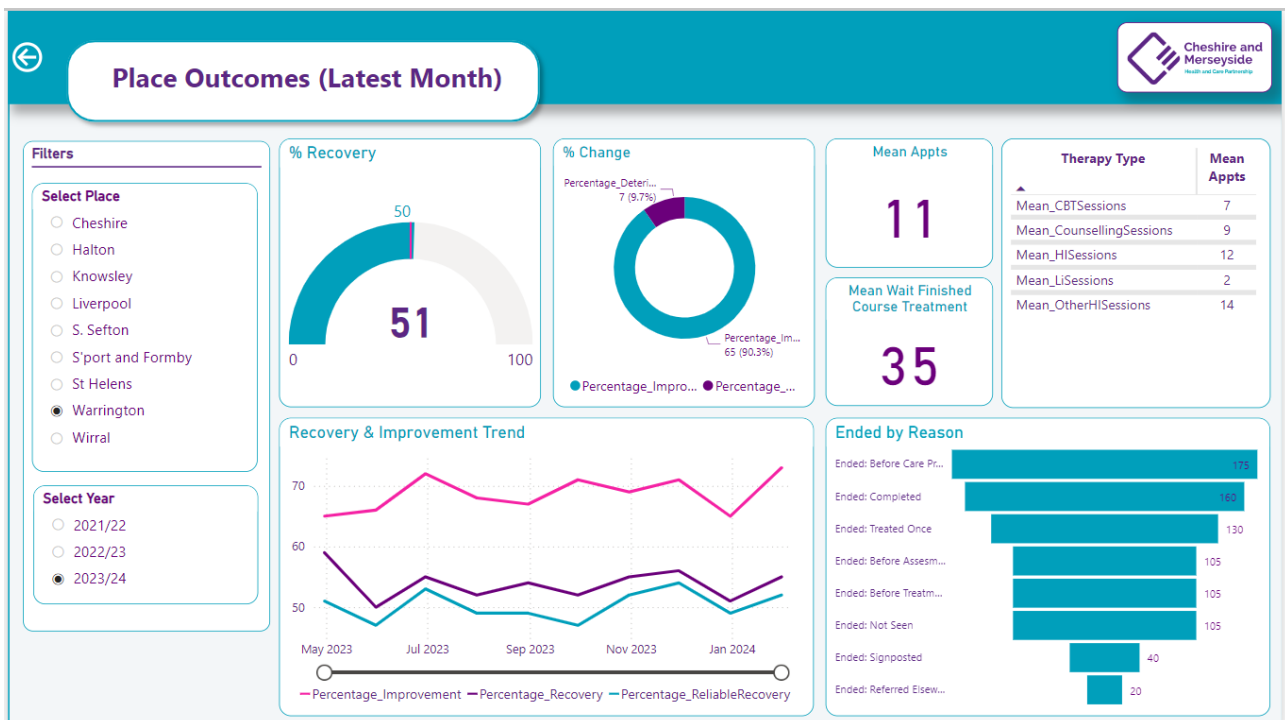 Place Outcomes (Latest Month)
Cheshire and
Merseyside
Health and Care Partnership
Filters
Select Place
Cheshire
Halton
Knowsley
Liverpool
S. Sefton
S'port and Formby
St Helens
Warrington
Wirral
Select Year
2021/22
2022/23
2023/24
% Recovery
50
51
0
100
% Change
Percentage_Deteri...
7 (9.7%)
Percentage_Im...
65 (90.3%)
Percentage_Impro... Percentage_...
Mean Appts
11
Mean Wait Finished
Course Treatment
35
Therapy Type Mean
Appts
Mean_CBTSessions 7
Mean_CounsellingSessions 9
Mean_HISessions 12
Mean_LiSessions 2
Mean_OtherHISessions 14
Recovery & Improvement Trend
70
60
50
May 2023 Jul 2023 Sep 2023 Nov 2023 Jan 2024
Percentage_Improvement Percentage_Recovery Percentage_ReliableRecovery
Ended by Reason
Ended: Before Care Pr... 175
Ended: Completed 160
Ended: Treated Once 130
Ended: Before Assesm... 105
Ended: Before Treatm... 105
Ended: Not Seen 105
Ended: Signposted 40
Ended: Referred Elsew... 20